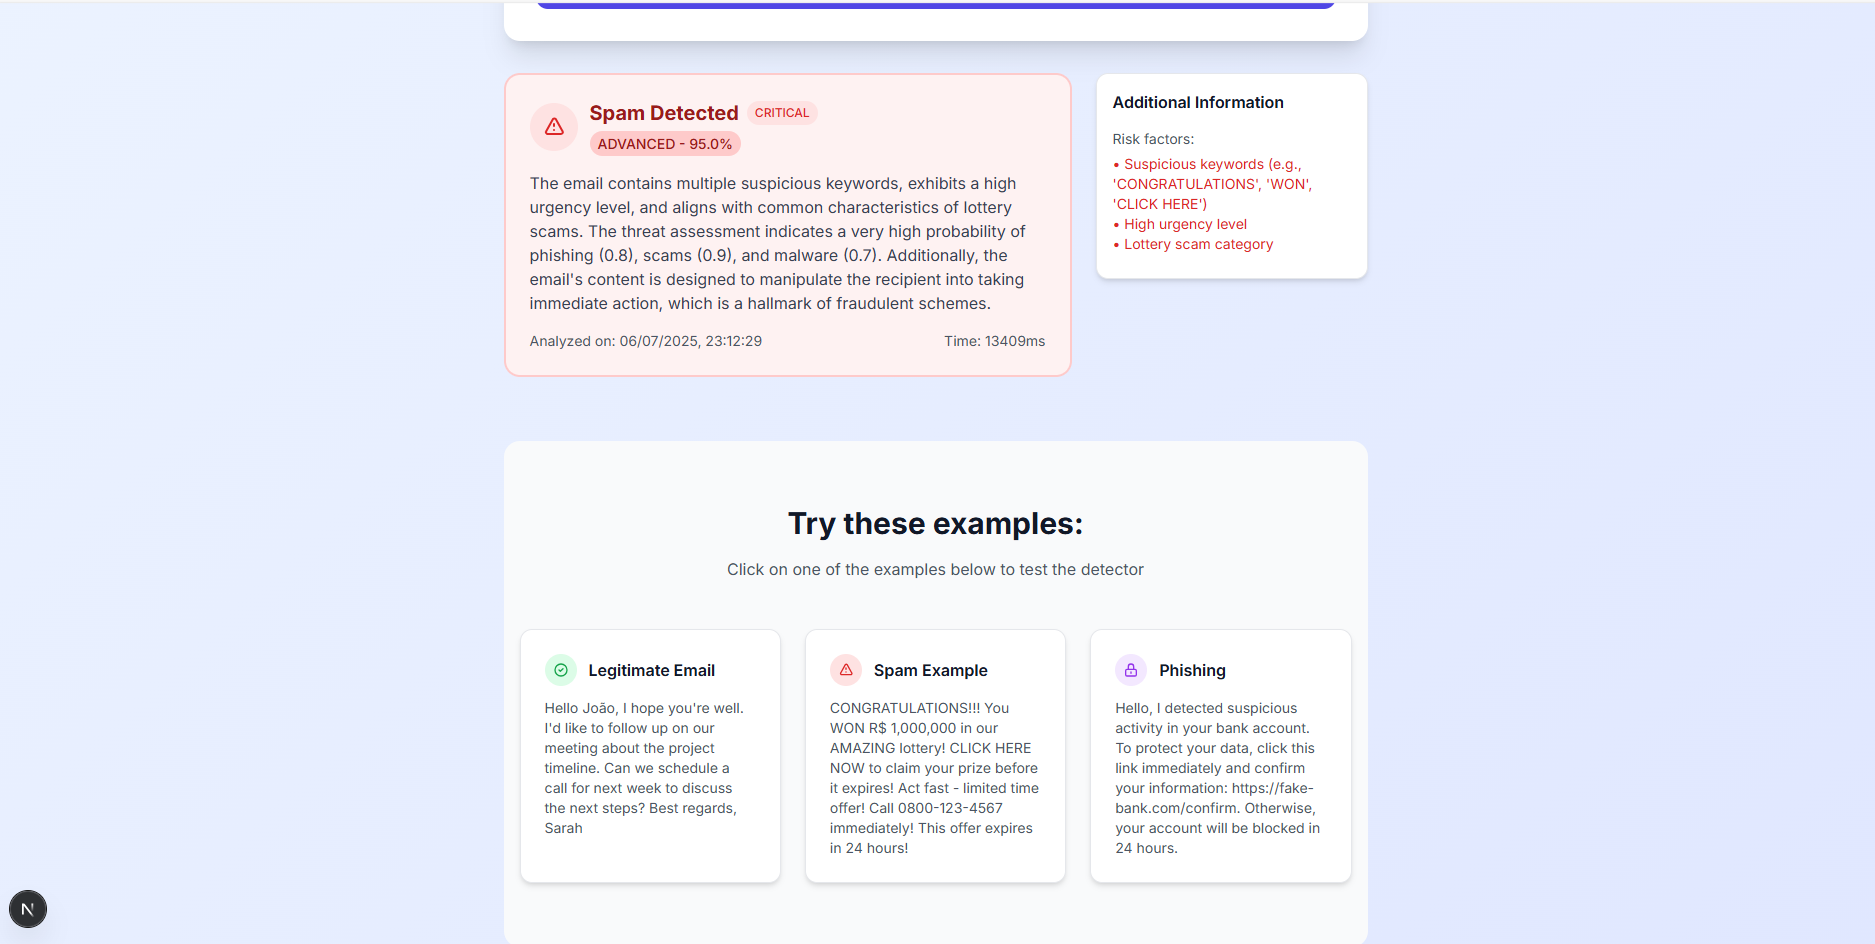 Spam Detected
CRITICAL
ADVANCED - 95.0%
The email contains multiple suspicious keywords, exhibits a high
urgency level, and aligns with common characteristics of lottery
scams. The threat assessment indicates a very high probability of
phishing (0.8), scams (0.9), and malware (0.7). Additionally, the
email's content is designed to manipulate the recipient into taking
immediate action, which is a hallmark of fraudulent schemes.
Analyzed on: 06/07/2025, 23:12:29
Time: 13409ms
Additional Information
Risk factors:
• Suspicious keywords (e.g.,
'CONGRATULATIONS', 'WON',
'CLICK HERE')
• High urgency level
• Lottery scam category
Try these examples:
Click on one of the examples below to test the detector
Legitimate Email
Hello João, I hope you're well.
I'd like to follow up on our
meeting about the project
timeline. Can we schedule a
call for next week to discuss
the next steps? Best regards,
Sarah
Spam Example
CONGRATULATIONS!!! You
WON R$ 1,000,000 in our
AMAZING lottery! CLICK HERE
NOW to claim your prize before
it expires! Act fast - limited time
offer! Call 0800-123-4567
immediately! This offer expires
in 24 hours!
Phishing
Hello, I detected suspicious
activity in your bank account.
To protect your data, click this
link immediately and confirm
your information: https://fake-
bank.com/confirm. Otherwise,
your account will be blocked in
24 hours.
N